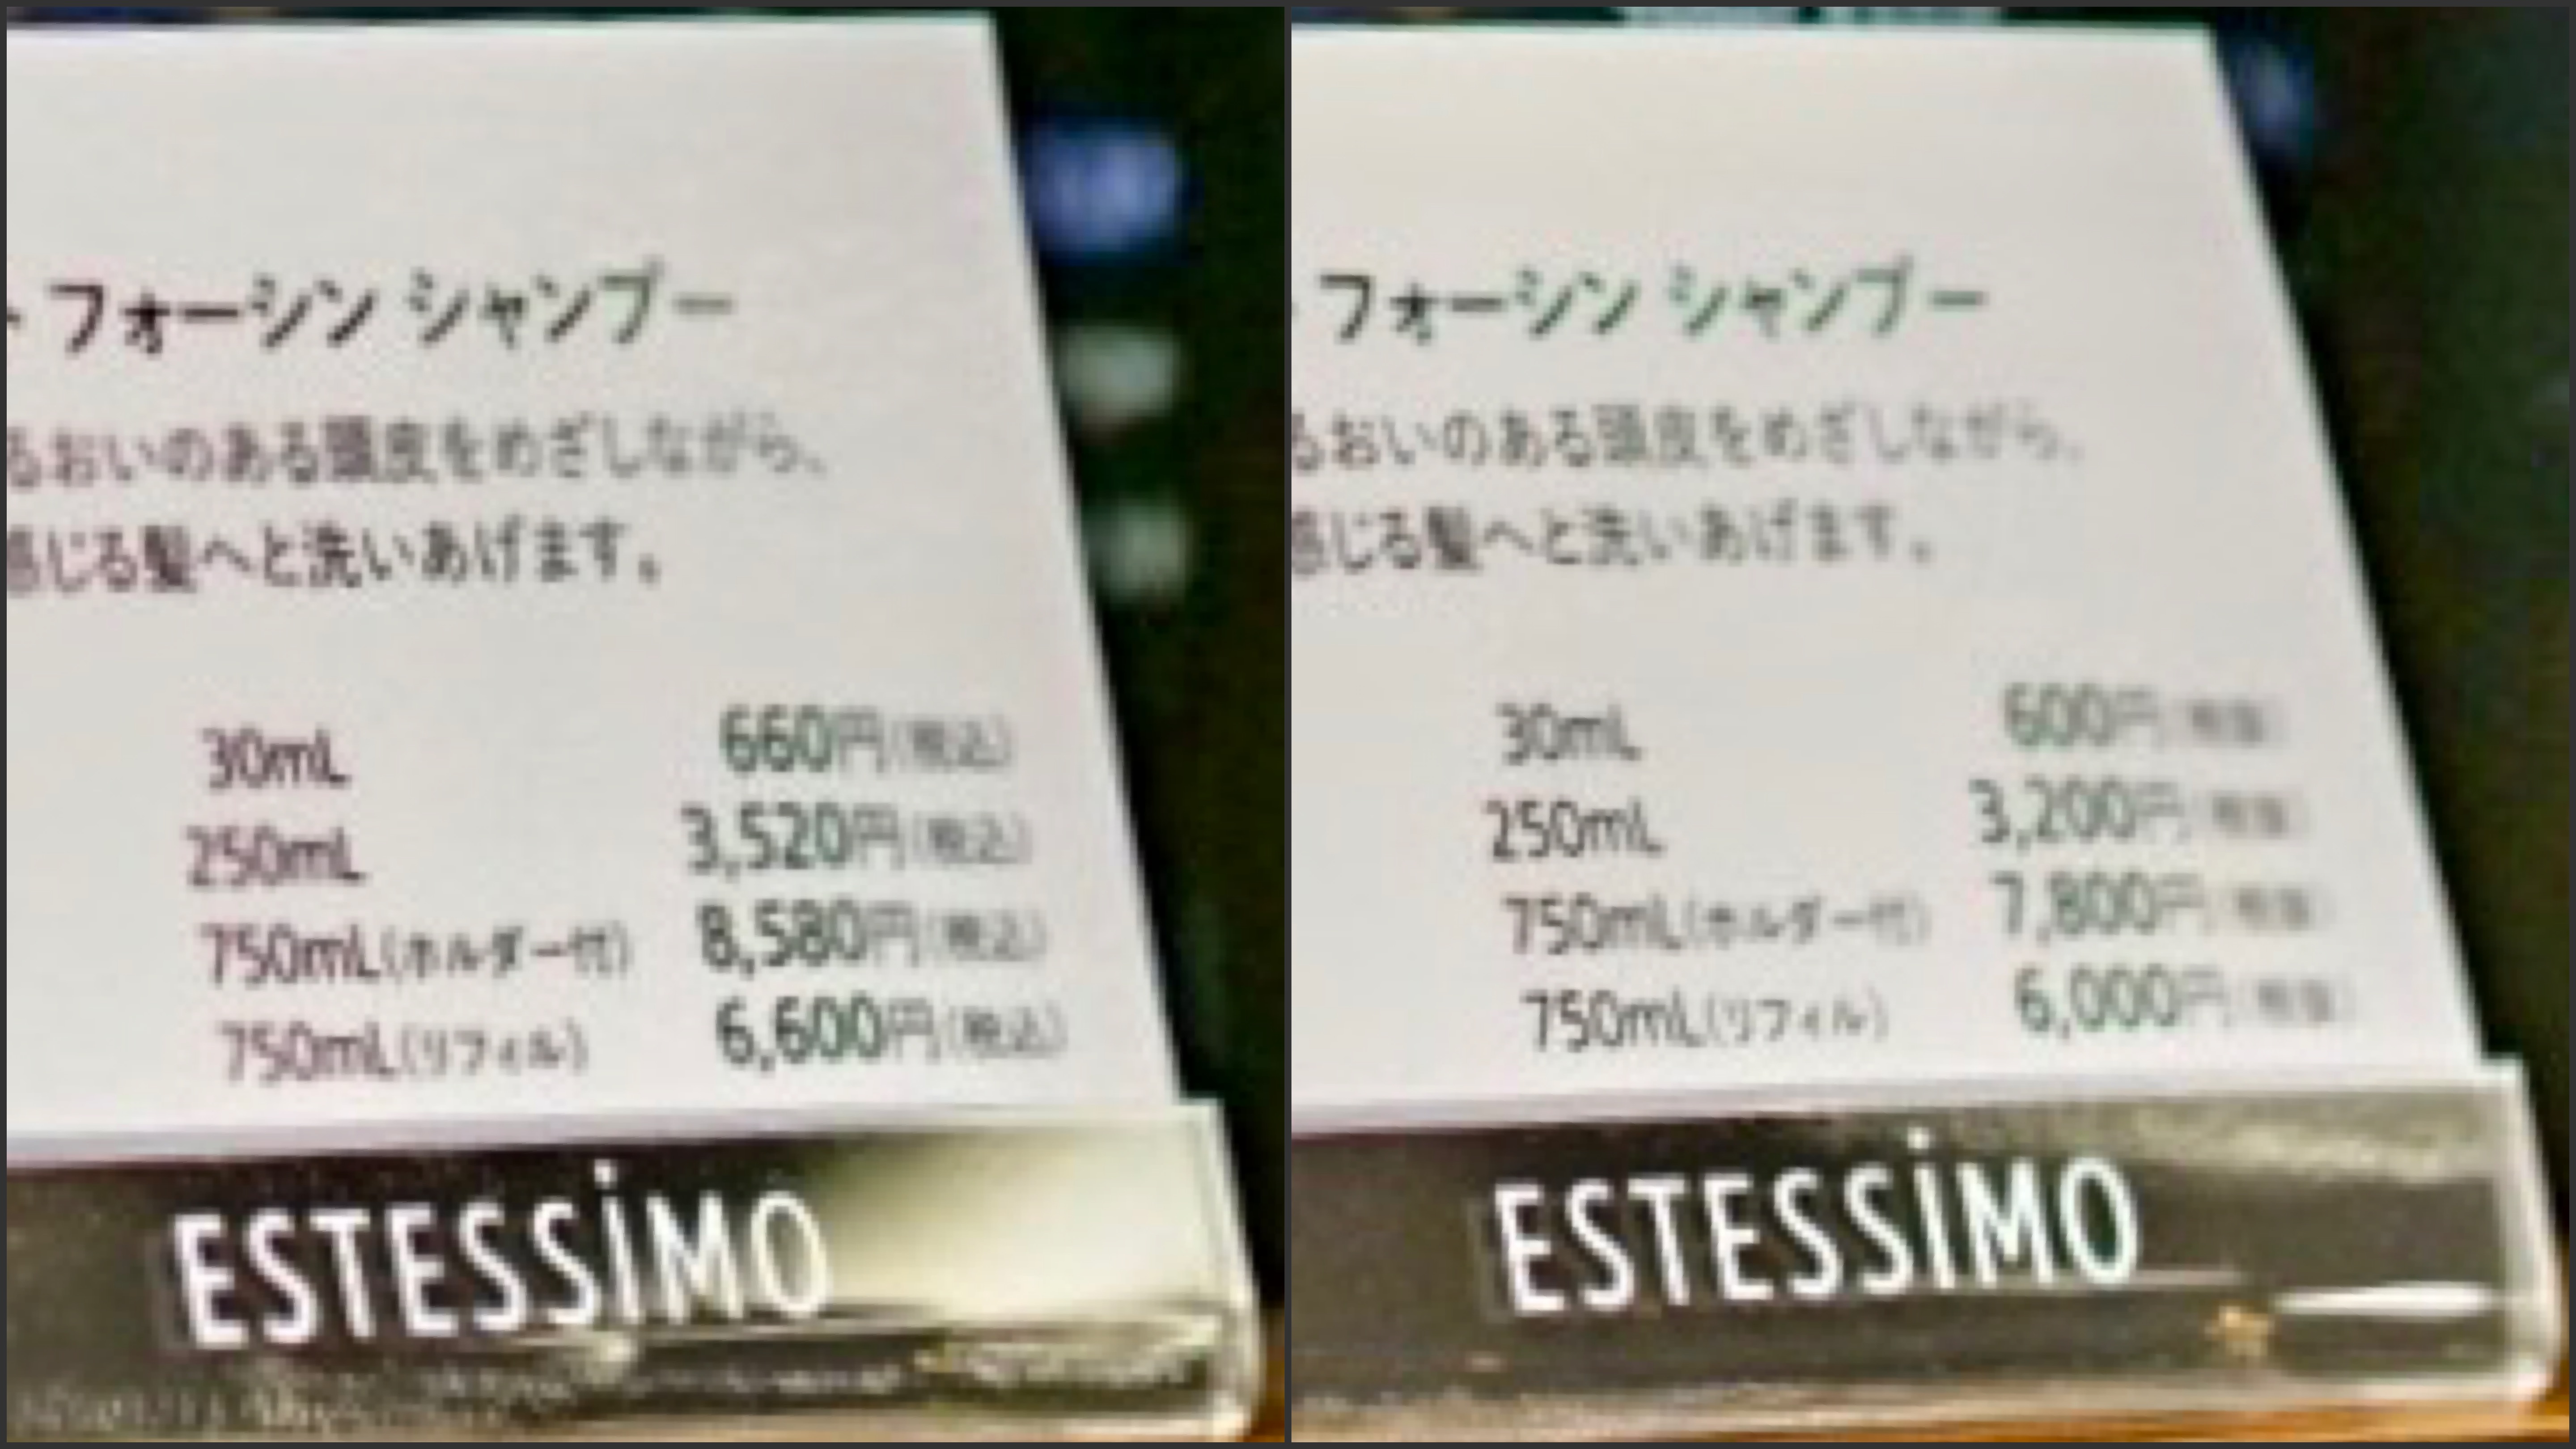 フォーシン シャンプー
るおいのある頭皮をめざしながら、
感じる髪へと洗いあげます。
30mL 660円(税込)
250mL 3,520円(税込)
750mL(ホルダー付) 8,580円(税込)
750mL(リフィル) 6,600円(税込)
ESTESSiMO
フォーシン シャンプー
るおいのある頭皮をめざしながら、
感じる髪へと洗いあげます。
30mL 600円
250mL 3,200円
750mL(ホルダー付) 7,800円
750mL(リフィル) 6,000円
ESTESSiMO